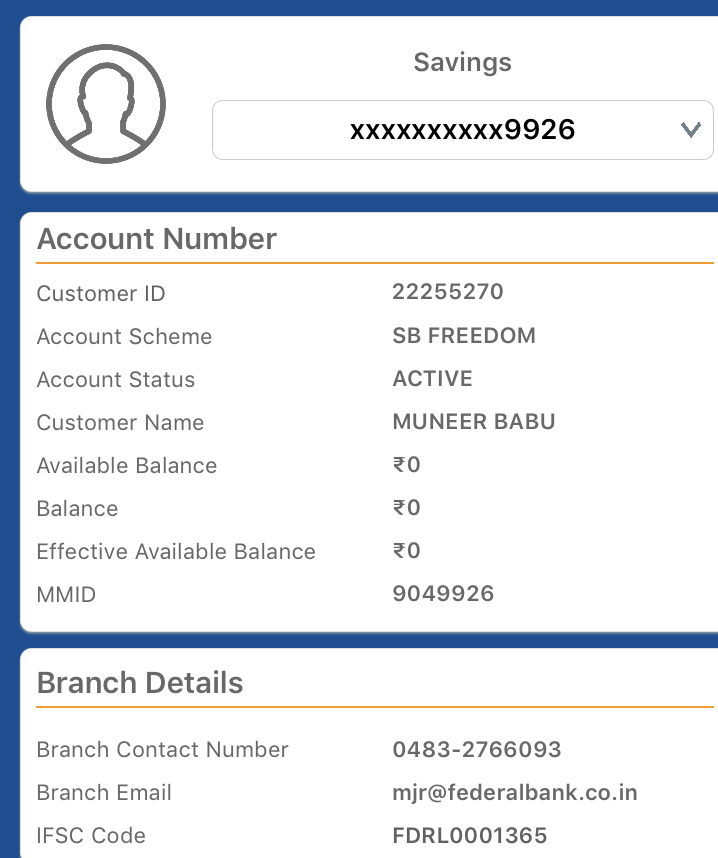 Savings
xxxxxxxxxx9926
Account Number
Customer ID 22255270
Account Scheme SB FREEDOM
Account Status ACTIVE
Customer Name MUNEER BABU
Available Balance ₹0
Balance ₹0
Effective Available Balance ₹0
MMID 9049926
Branch Details
Branch Contact Number 0483-2766093
Branch Email mjr@federalbank.co.in
IFSC Code FDRL0001365